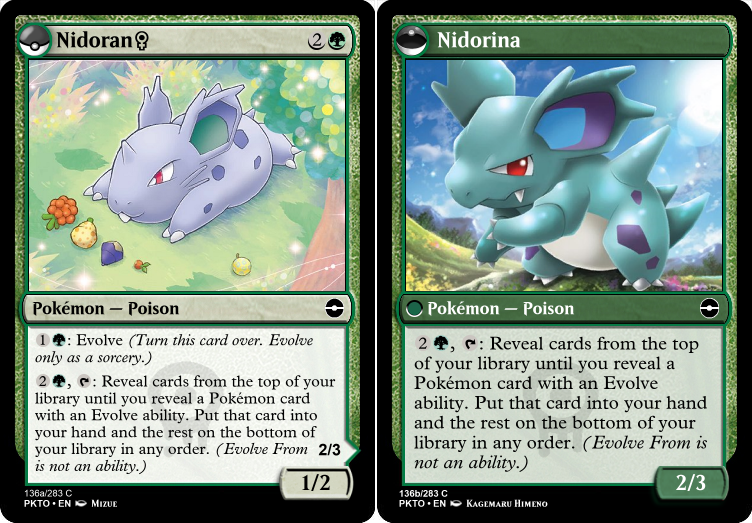 Nidoran♀ 2
Pokémon — Poison
1: Evolve (Turn this card over. Evolve
only as a sorcery.)
2, : Reveal cards from the top of your
library until you reveal a Pokémon card
with an Evolve ability. Put that card into
your hand and the rest on the bottom of
your library in any order. (Evolve From
is not an ability.)
2/3
1/2
136a/283 C
PKTO • EN Mizue
Nidorina
Pokémon — Poison
2, : Reveal cards from the top
of your library until you reveal a
Pokémon card with an Evolve
ability. Put that card into your hand
and the rest on the bottom of your
library in any order. (Evolve From is
not an ability.)
2/3
136b/283 C
PKTO • EN Kagemaru Himeno